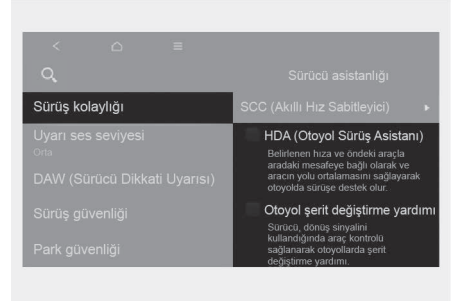 Sürücü asistanlığı
Sürüş kolaylığı
Uyarı ses seviyesi
Orta
DAW (Sürücü Dikkati Uyarısı)
Sürüş güvenliği
Park güvenliği
SCC (Akıllı Hız Sabitleyici)
HDA (Otoyol Sürüş Asistanı)
Belirlenen hıza ve öndeki araçla
aradaki mesafeye bağlı olarak ve
aracın yolu ortalamasını sağlayarak
otoyolda sürüşe destek olur.
Otoyol şerit değiştirme yardımı
Sürücü, dönüş sinyalini
kullandığında araç kontrolü
sağlanarak otoyollarda şerit
değiştirme yardımı.